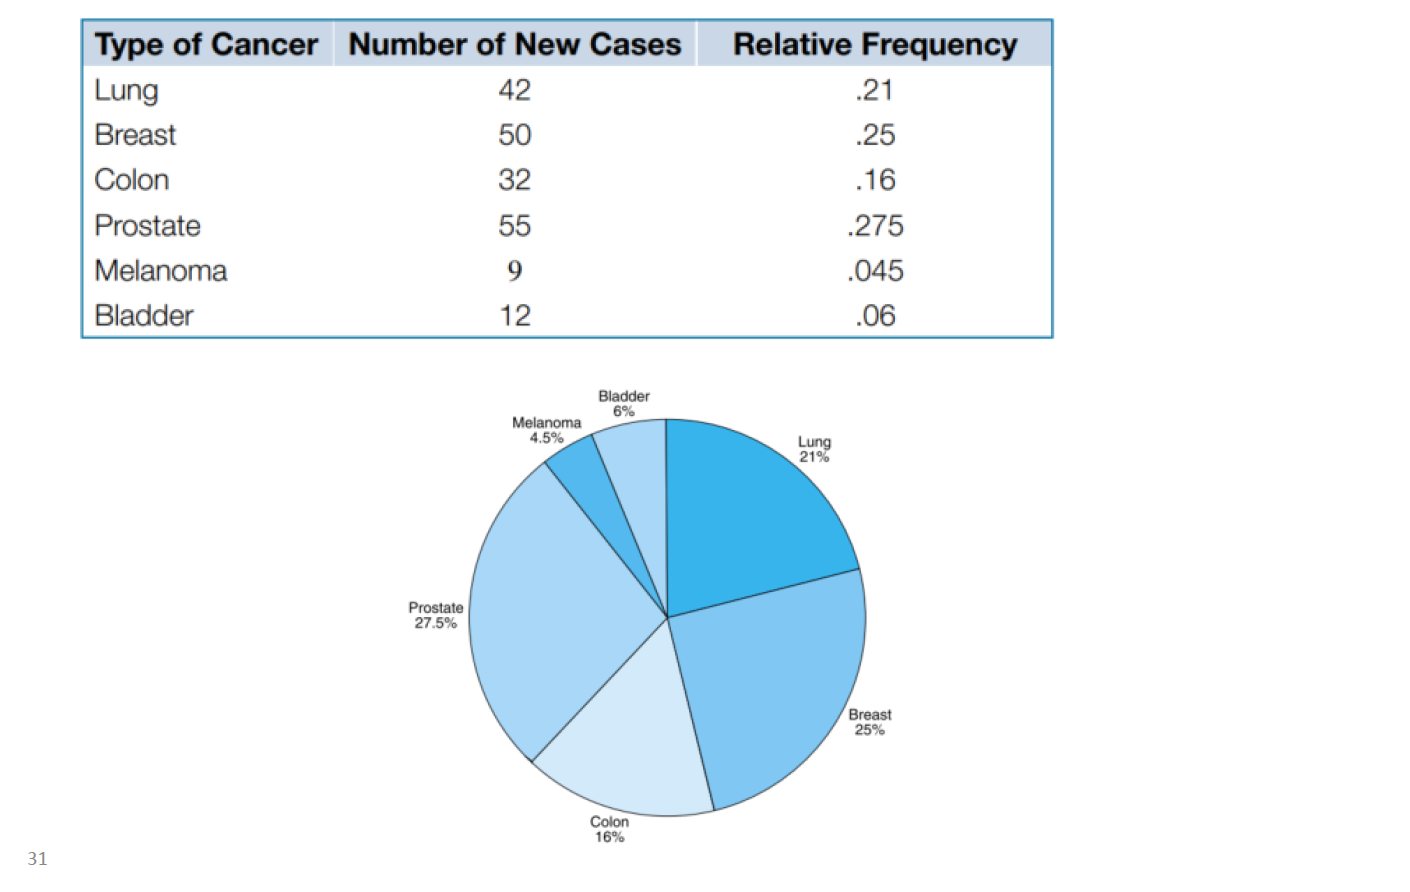 Type of Cancer Number of New Cases Relative Frequency
Lung 42 .21
Breast 50 .25
Colon 32 .16
Prostate 55 .275
Melanoma 9 .045
Bladder 12 .06
Bladder
6%
Melanoma
4.5%
Lung
21%
Prostate
27.5%
Breast
25%
Colon
16%
31